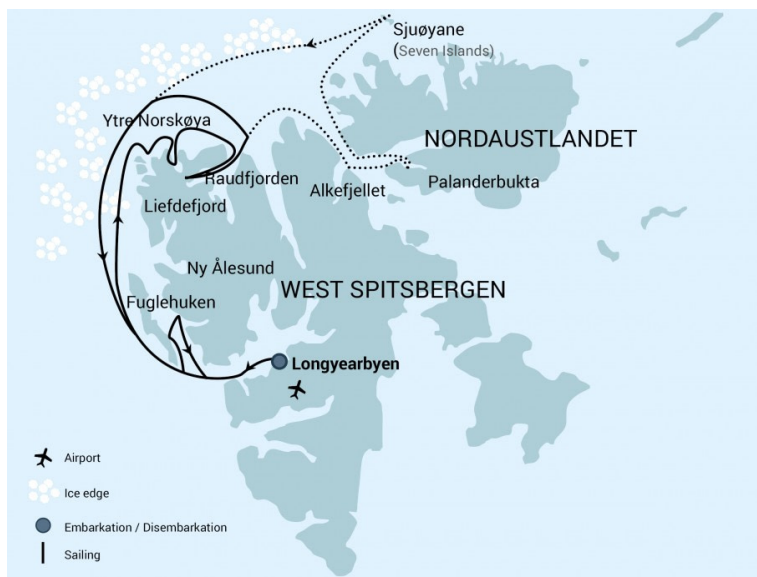 Sjuøyane
(Seven Islands)
Ytre Norskøya
NORDAUSTLANDET
Raudfjorden
Alkefjellet
Palanderbukta
Liefdefjord
Ny Ålesund
WEST SPITSBERGEN
Fuglehuken
Longyearbyen
Airport
Ice edge
Embarkation / Disembarkation
Sailing